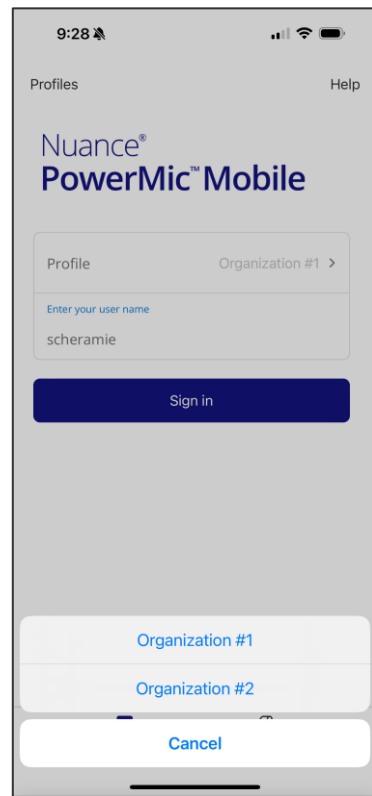 9:28
Profiles Help
Nuance®
PowerMic™ Mobile
Profile Organization #1 >
Enter your user name
scheramie
Sign in
Organization #1
Organization #2
Cancel